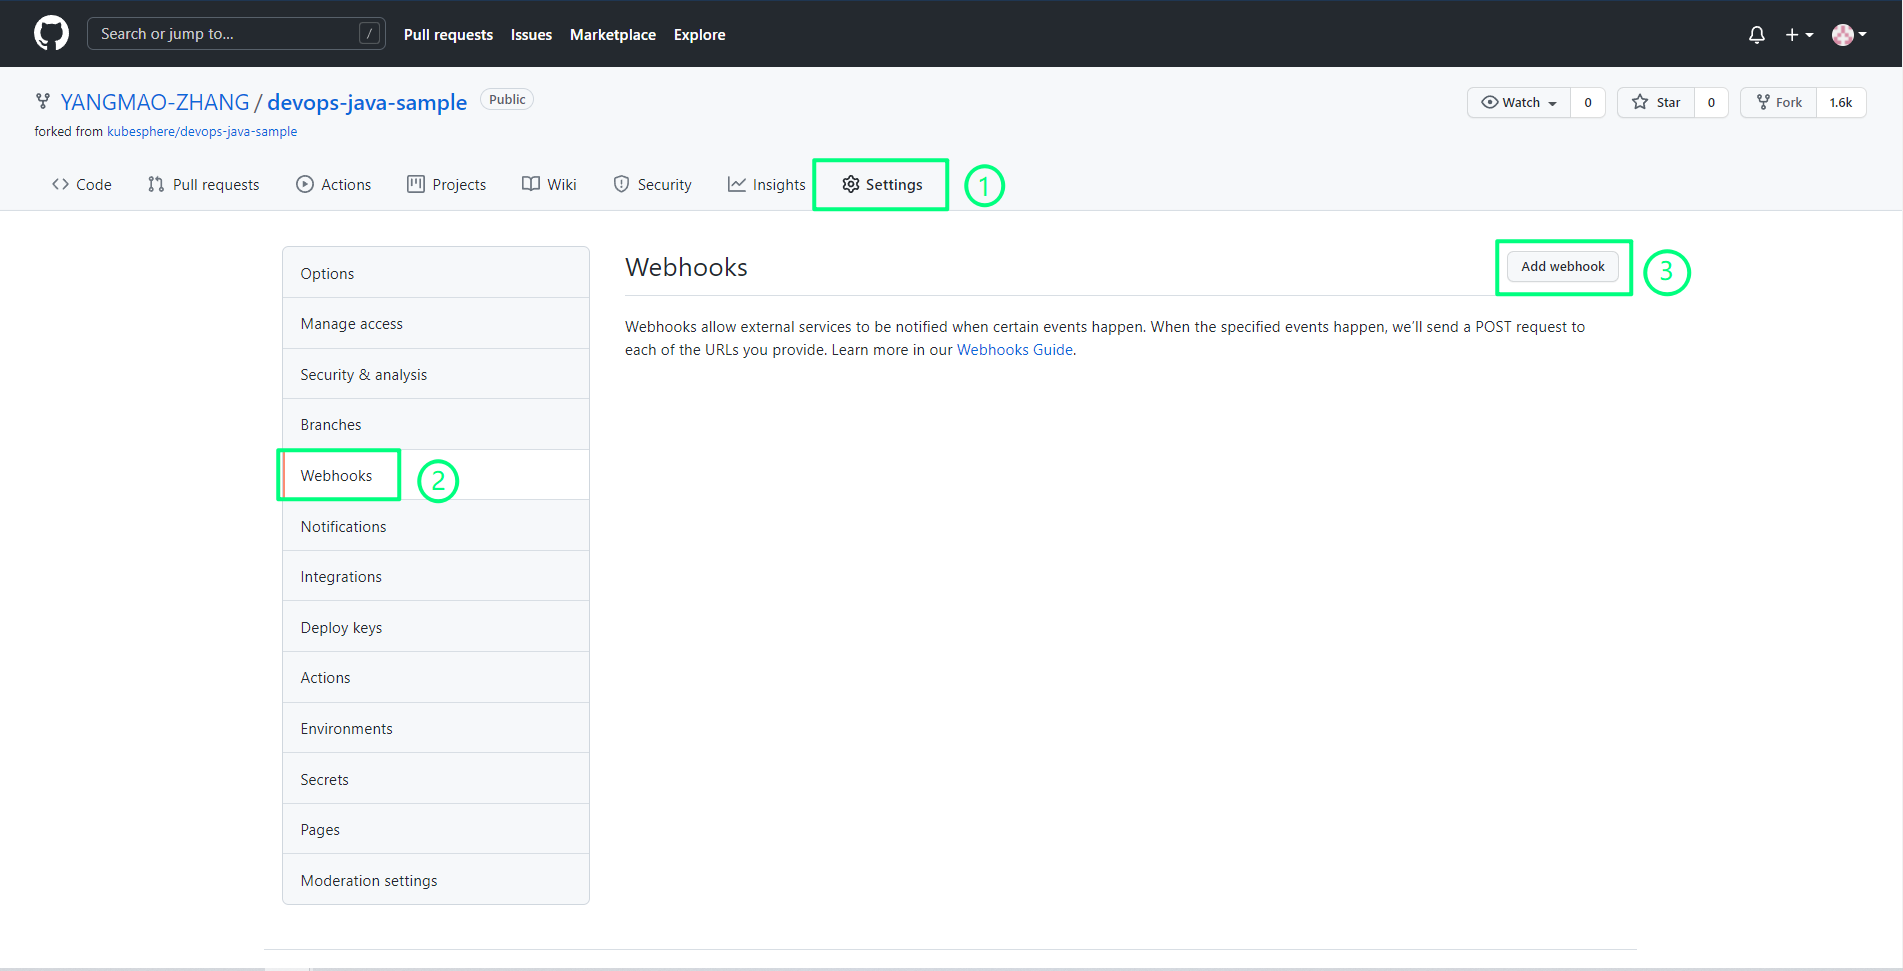 Search or jump to... / Pull requests Issues Marketplace Explore
YANGMAO-ZHANG / devops-java-sample Public Watch 0 Star 0 Fork 1.6k
forked from kubesphere/devops-java-sample
Code Pull requests Actions Projects Wiki Security Insights Settings 1
Options
Manage access
Security & analysis
Branches
Webhooks 2
Notifications
Integrations
Deploy keys
Actions
Environments
Secrets
Pages
Moderation settings
Webhooks Add webhook 3
Webhooks allow external services to be notified when certain events happen. When the specified events happen, we'll send a POST request to
each of the URLs you provide. Learn more in our Webhooks Guide.